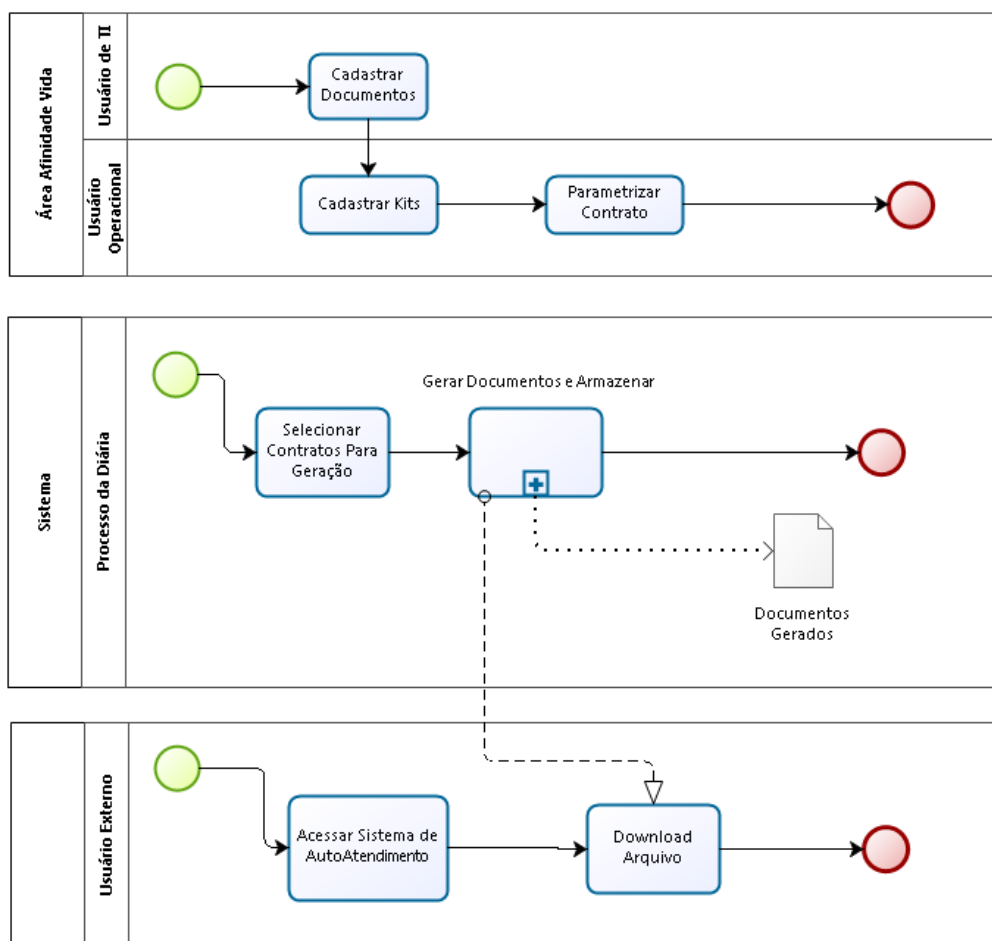 Área Afinidade Vida
Usuário de TI
Cadastrar
Documentos
Usuário
Operacional
Cadastrar Kits
Parametrizar
Contrato
Sistema
Processo da Diária
Gerar Documentos e Armazenar
Selecionar
Contratos Para
Geração
Documentos
Gerados
Usuário Externo
Acessar Sistema de
AutoAtendimento
Download
Arquivo